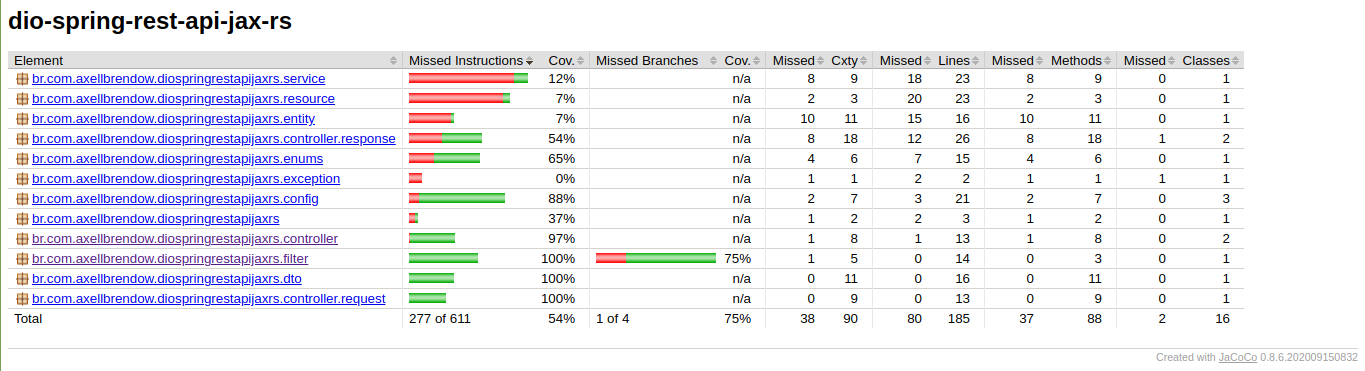 dio-spring-rest-api-jax-rs
Element Missed Instructions Cov. Missed Branches Cov. Missed Cxty Missed Lines Missed Methods Missed Classes
br.com.axellbrendow.diospringrestapijaxrs.service 12% n/a 8 9 18 23 8 9 0 1
br.com.axellbrendow.diospringrestapijaxrs.resource 7% n/a 2 3 20 23 2 3 0 1
br.com.axellbrendow.diospringrestapijaxrs.entity 7% n/a 10 11 15 16 10 11 0 1
br.com.axellbrendow.diospringrestapijaxrs.controller.response 54% n/a 8 18 12 26 8 18 1 2
br.com.axellbrendow.diospringrestapijaxrs.enums 65% n/a 4 6 7 15 4 6 0 1
br.com.axellbrendow.diospringrestapijaxrs.exception 0% n/a 1 1 2 2 1 1 1 1
br.com.axellbrendow.diospringrestapijaxrs.config 88% n/a 2 7 3 21 2 7 0 3
br.com.axellbrendow.diospringrestapijaxrs 37% n/a 1 2 2 3 1 2 0 1
br.com.axellbrendow.diospringrestapijaxrs.controller 97% n/a 1 8 1 13 1 8 0 2
br.com.axellbrendow.diospringrestapijaxrs.filter 100% 75% 1 5 0 14 0 3 0 1
br.com.axellbrendow.diospringrestapijaxrs.dto 100% n/a 0 11 0 16 0 11 0 1
br.com.axellbrendow.diospringrestapijaxrs.controller.request 100% n/a 0 9 0 13 0 9 0 1
Total 277 of 611 54% 1 of 4 75% 38 90 80 185 37 88 2 16
Created with JaCoCo 0.8.6.202009150832